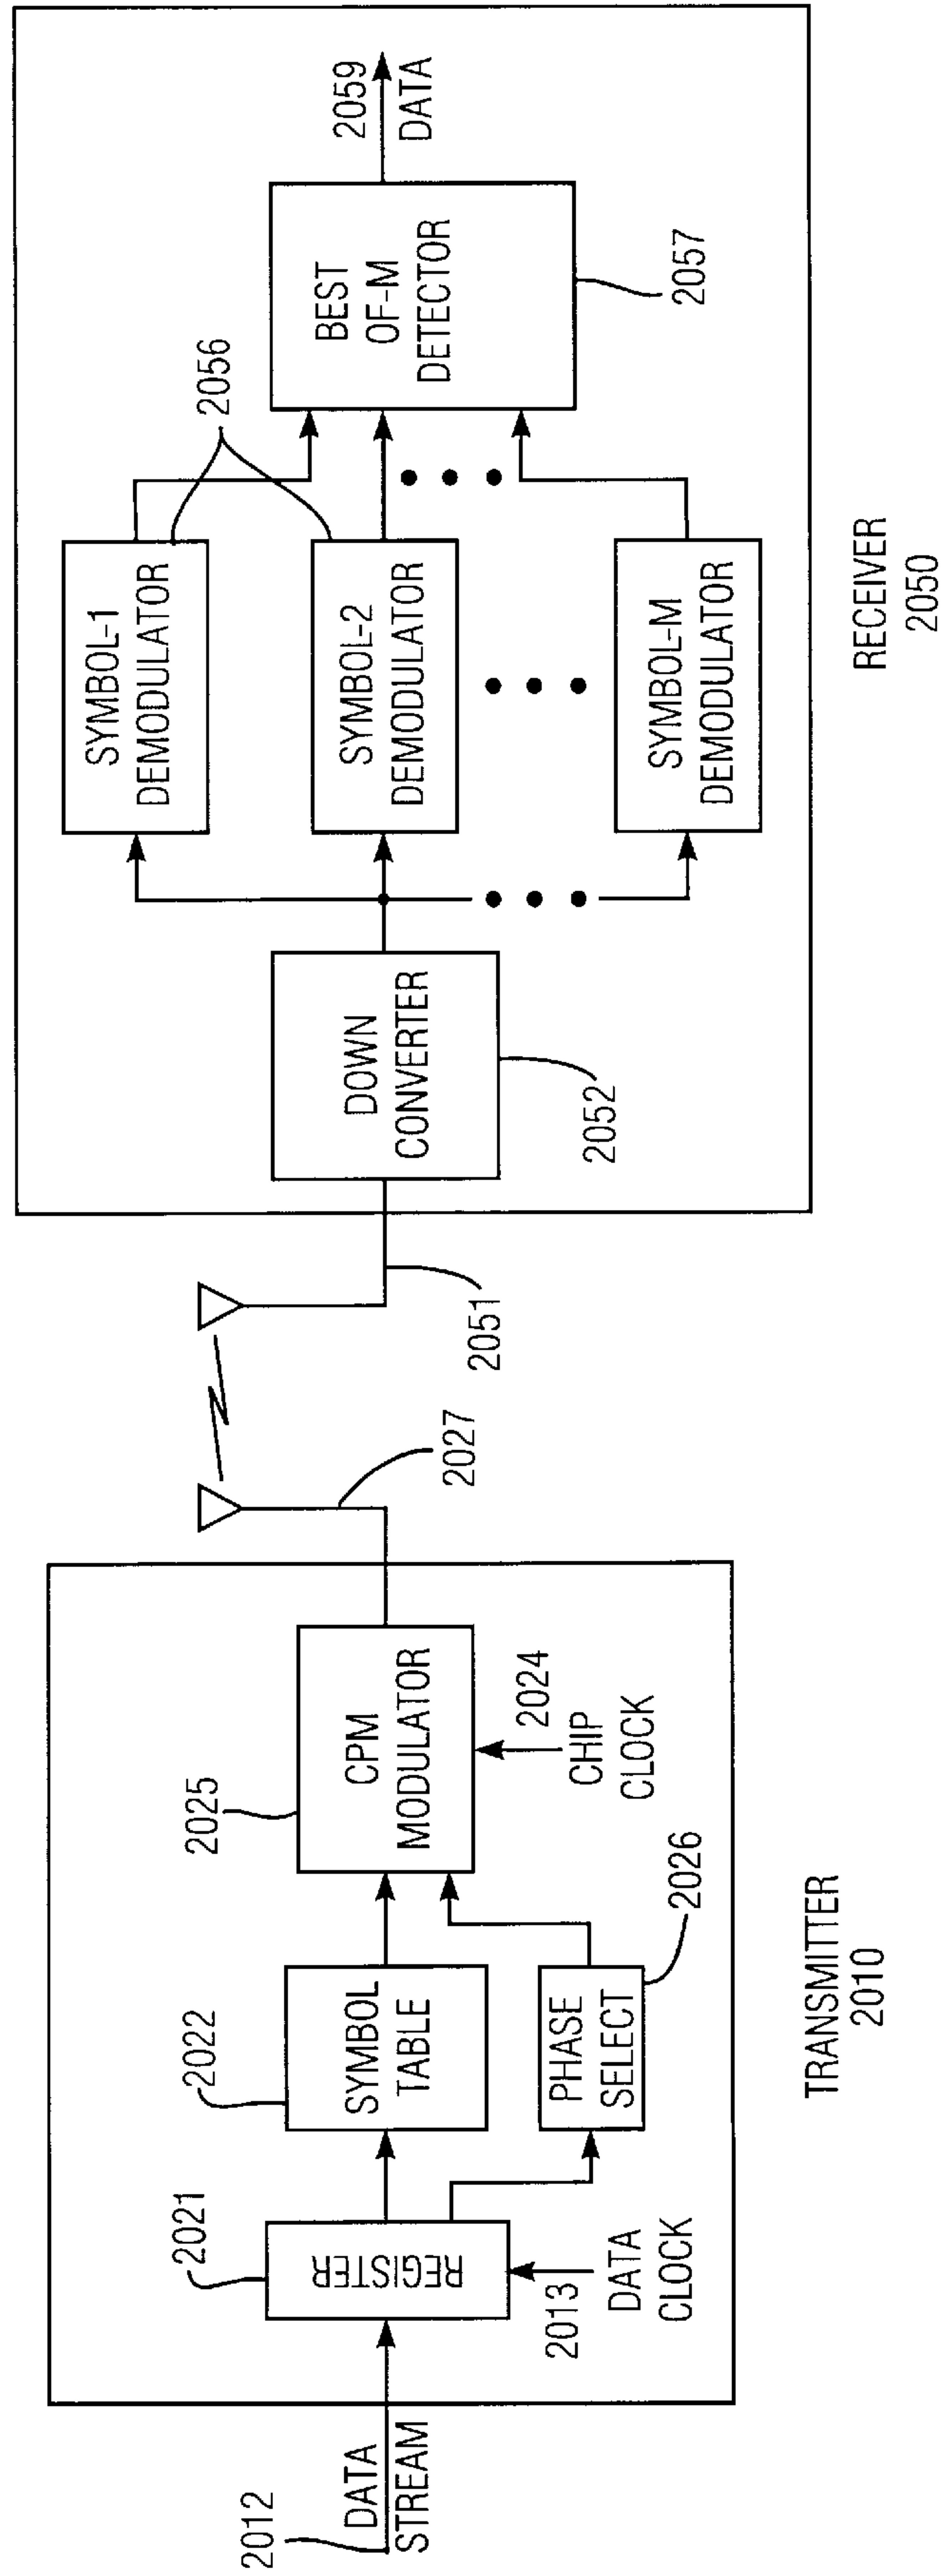 2012
DATA
STREAM
2021
REGISTER
2013
DATA
CLOCK
2022
SYMBOL
TABLE
PHASE
SELECT
2026
2025
CPM
MODULATOR
2024
CHIP
CLOCK
2027
TRANSMITTER
2010
2051
DOWN
CONVERTER
2052
SYMBOL-1
DEMODULATOR
SYMBOL-2
DEMODULATOR
SYMBOL-M
DEMODULATOR
2056
BEST
OF-M
DETECTOR
2057
2059
DATA
RECEIVER
2050